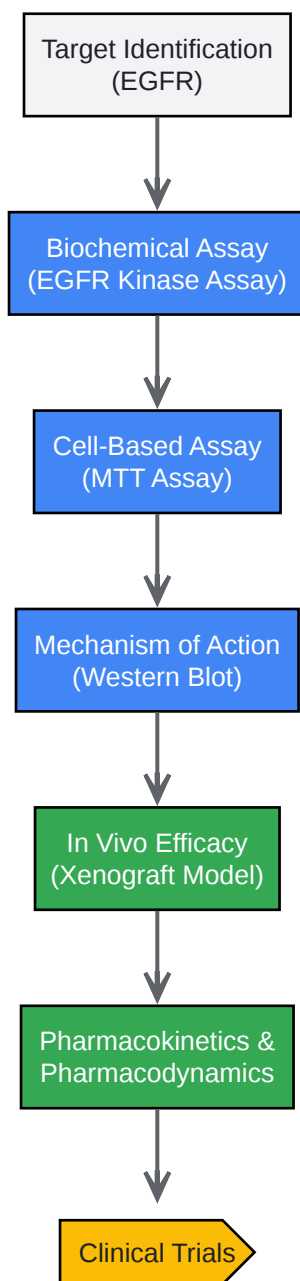 Target Identification
(EGFR)
Biochemical Assay
(EGFR Kinase Assay)
Cell-Based Assay
(MTT Assay)
Mechanism of Action
(Western Blot)
In Vivo Efficacy
(Xenograft Model)
Pharmacokinetics &
Pharmacodynamics
Clinical Trials